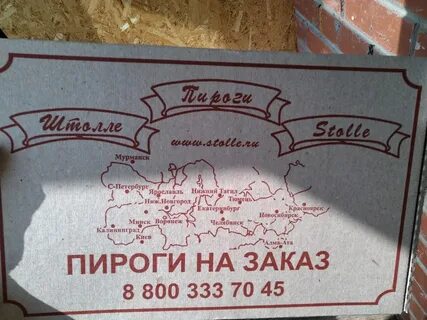 Штолле
Пироги
Stolle
www.stolle.ru
Мурманск
С-Петербург
Ярославль
Нижний Тагил
Тюмень
Ниж.Новгород
Екатеринбург
Красноярск
Новосибирск
Минск
Воронеж
Челябинск
Калининград
Киев
Алма-Ата
ПИРОГИ НА ЗАКАЗ
8 800 333 70 45